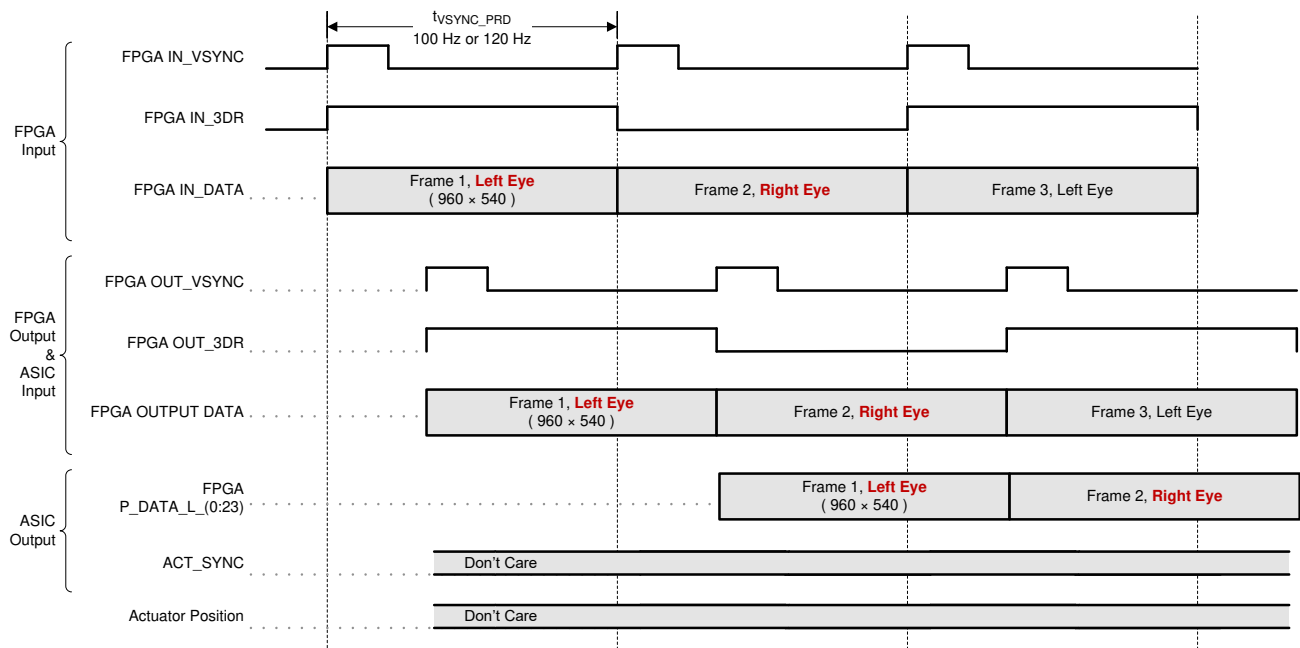 tVSYNC_PRD
100 Hz or 120 Hz
FPGA IN_VSYNC
FPGA IN_3DR
FPGA
Input
FPGA IN_DATA
Frame 1, Left Eye
( 960 × 540 )
Frame 2, Right Eye
Frame 3, Left Eye
FPGA OUT_VSYNC
FPGA OUT_3DR
FPGA
Output
&
ASIC
Input
FPGA OUTPUT DATA
Frame 1, Left Eye
( 960 × 540 )
Frame 2, Right Eye
Frame 3, Left Eye
FPGA
P_DATA_L_(0:23)
Frame 1, Left Eye
( 960 × 540 )
Frame 2, Right Eye
ASIC
Output
ACT_SYNC
Don't Care
Actuator Position
Don't Care